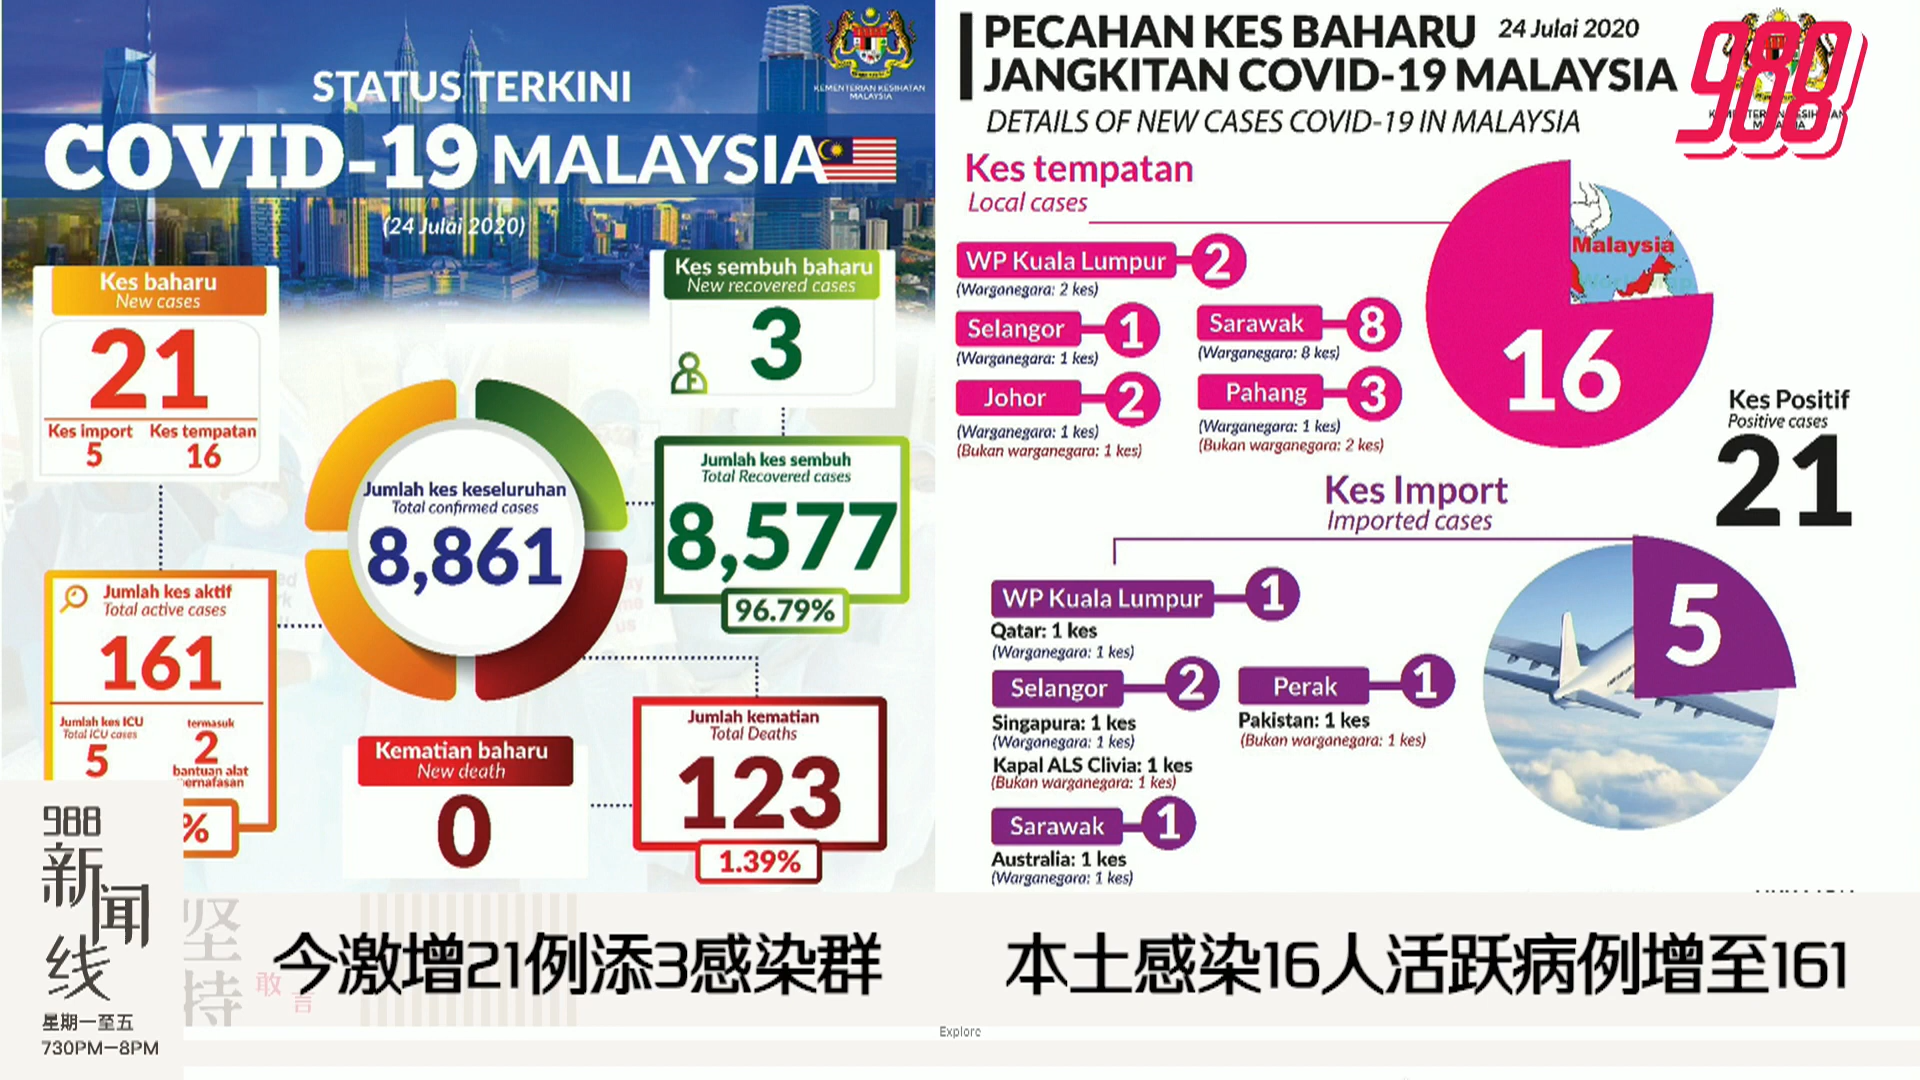 STATUS TERKINI
COVID-19 MALAYSIA
(24 Julai 2020)
KEMENTERIAN KESIHATAN
MALAYSIA
Kes baharu
New cases
21
Kes import
5
Kes tempatan
16
Kes sembuh baharu
New recovered cases
3
Jumlah kes keseluruhan
Total confirmed cases
8,861
Jumlah kes sembuh
Total Recovered cases
8,577
96.79%
Jumlah kes aktif
Total active cases
161
Jumlah kes ICU
Total ICU cases
5
termasuk
2
bantuan alat
pernafasan
%
Kematian baharu
New death
0
Jumlah kematian
Total Deaths
123
1.39%
PECAHAN KES BAHARU 24 Julai 2020
JANGKITAN COVID-19 MALAYSIA
DETAILS OF NEW CASES COVID-19 IN MALAYSIA
988
Kes tempatan
Local cases
WP Kuala Lumpur 2
(Warganegara: 2 kes)
Selangor 1
(Warganegara: 1 kes)
Sarawak 8
(Warganegara: 8 kes)
Johor 2
(Warganegara: 1 kes)
(Bukan warganegara: 1 kes)
Pahang 3
(Warganegara: 1 kes)
(Bukan warganegara: 2 kes)
Malaysia
16
Kes Positif
Positive cases
21
Kes Import
Imported cases
WP Kuala Lumpur 1
Qatar: 1 kes
(Warganegara: 1 kes)
Selangor 2
Singapura: 1 kes
(Warganegara: 1 kes)
Kapal ALS Clivia: 1 kes
(Bukan warganegara: 1 kes)
Perak 1
Pakistan: 1 kes
(Bukan warganegara: 1 kes)
Sarawak 1
Australia: 1 kes
(Warganegara: 1 kes)
5
988
新闻线
星期一至五
730PM—8PM
坚持
敢言
今激增21例添3感染群 本土感染16人活跃病例增至161
Explore